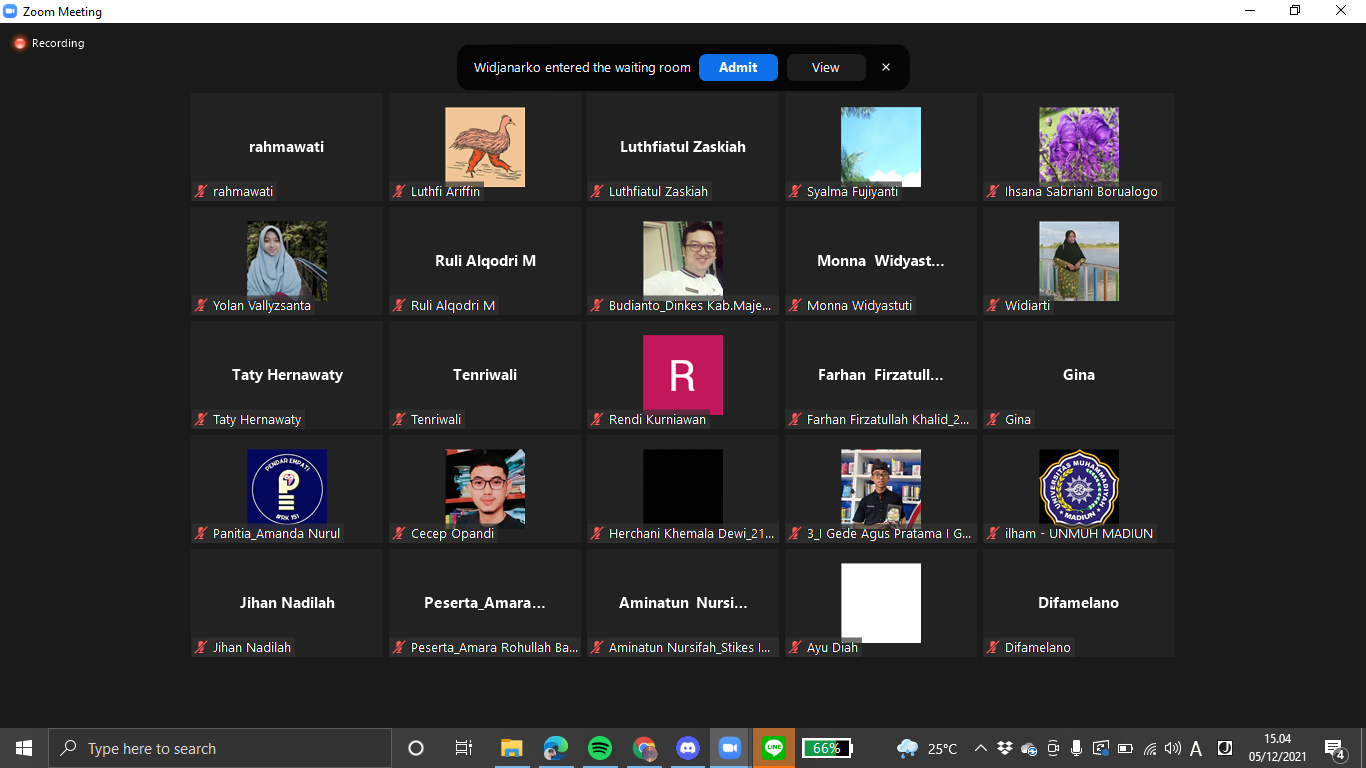 Zoom Meeting
Recording
Widjanarko entered the waiting room Admit View
rahmawati
rahmawati
Luthfi Ariffin
Luthfiatul Zaskiah
Luthfiatul Zaskiah
Syalma Fujiyanti
Ihsana Sabriani Borualogo
Yolan Vallyzsanta
Ruli Alqodri M
Ruli Alqodri M
Budianto_Dinkes Kab.Maje...
Monna Widyast...
Monna Widyastuti
Widiarti
Taty Hernawaty
Taty Hernawaty
Tenriwali
Tenriwali
R
Rendi Kurniawan
Farhan Firzatull...
Farhan Firzatullah Khalid_2...
Gina
Gina
PENDAR EMPATI
#RK 151
Panitia_Amanda Nurul
Cecep Opandi
Herchani Khemala Dewi_21...
3_I Gede Agus Pratama I G...
UNIVERSITAS MUHAMMADIYAH
MADIUN
ilham - UNMUH MADIUN
Jihan Nadilah
Jihan Nadilah
Peserta_Amara...
Peserta_Amara Rohullah Ba...
Aminatun Nursi...
Aminatun Nursifah_Stikes I...
Ayu Diah
Difamelano
Difamelano
Type here to search
LINE
66%
25°C
A
J
15.04
05/12/2021
4